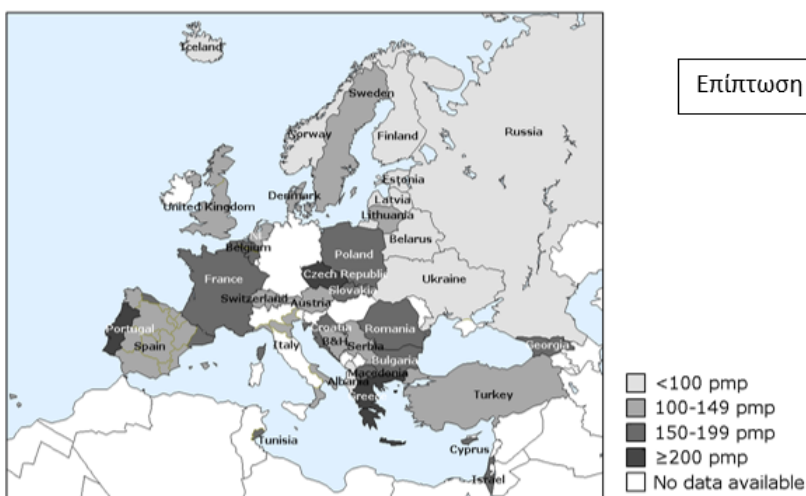 Iceland
Επίπτωση
Sweden
Norway
Finland
Russia
Estonia
Latvia
Denmark
Lithuania
United Kingdom
Belarus
Belgium
Poland
Czech Republic
Ukraine
France
Slovakia
Switzerland
Austria
Croatia
Romania
Portugal
Spain
Italy
B&H
Serbia
Georgia
Bulgaria
Macedonia
Albania
Greece
Turkey
Tunisia
Cyprus
Israel
<100 pmp
100-149 pmp
150-199 pmp
≥200 pmp
No data available